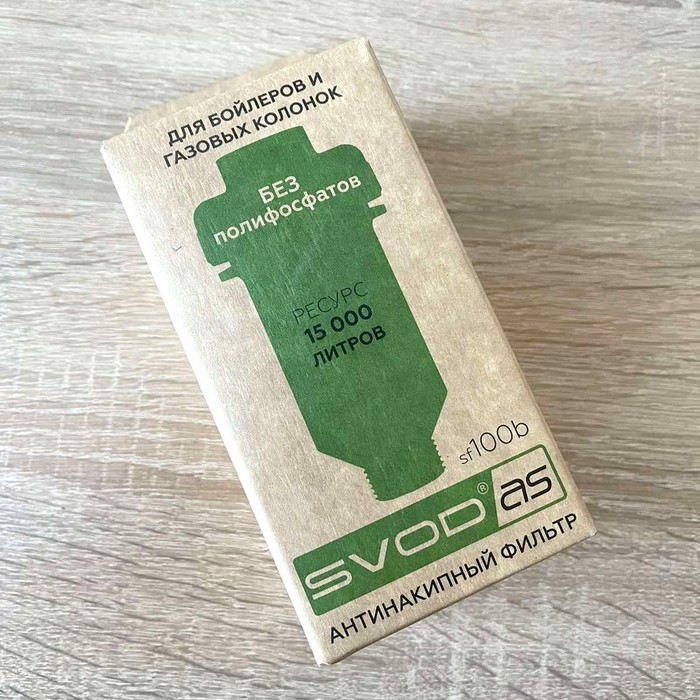 ДЛЯ БОЙЛЕРОВ И
ГАЗОВЫХ КОЛОНОК
БЕЗ
полифосфатов
РЕСУРС
15 000
ЛИТРОВ
sf100b
SVOD® as
АНТИНАКИПНЫЙ ФИЛЬТР